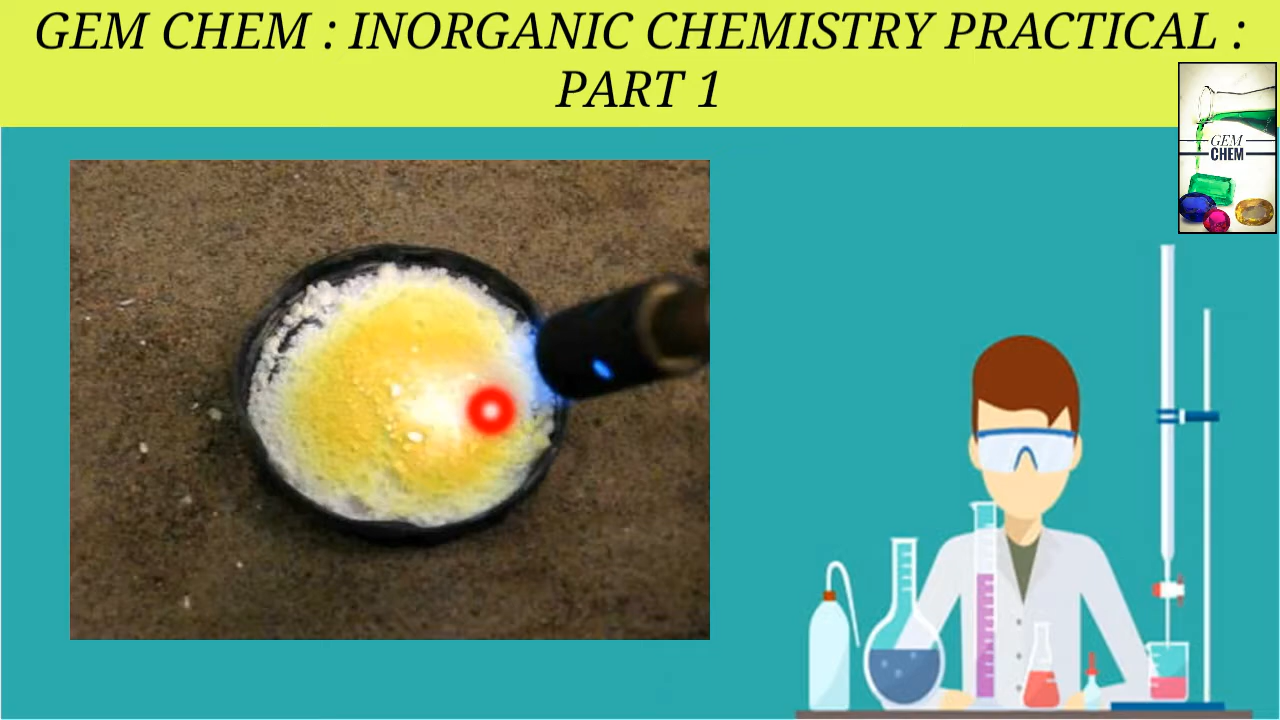 GEM CHEM : INORGANIC CHEMISTRY PRACTICAL :
PART 1
GEM
CHEM